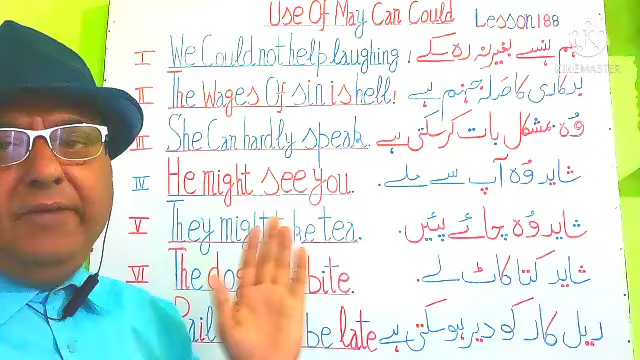 Use Of May Can Could Lesson 188
I We Could not help laughing ! ہم ہنسے بغیر نہ رہ سکے
II The Wages Of sin is hell ! بدکاری کا صلہ جہنم ہے
III She Can hardly speak. وہ مشکل بات کر سکتی ہے
IV He might see you. شاید وہ آپ سے ملے
V They might tea. شاید وہ چائے پئیں
VI The bite. شاید کتا کاٹ لے
be late ریل کار کو دیر ہو سکتی ہے
KINEMASTER